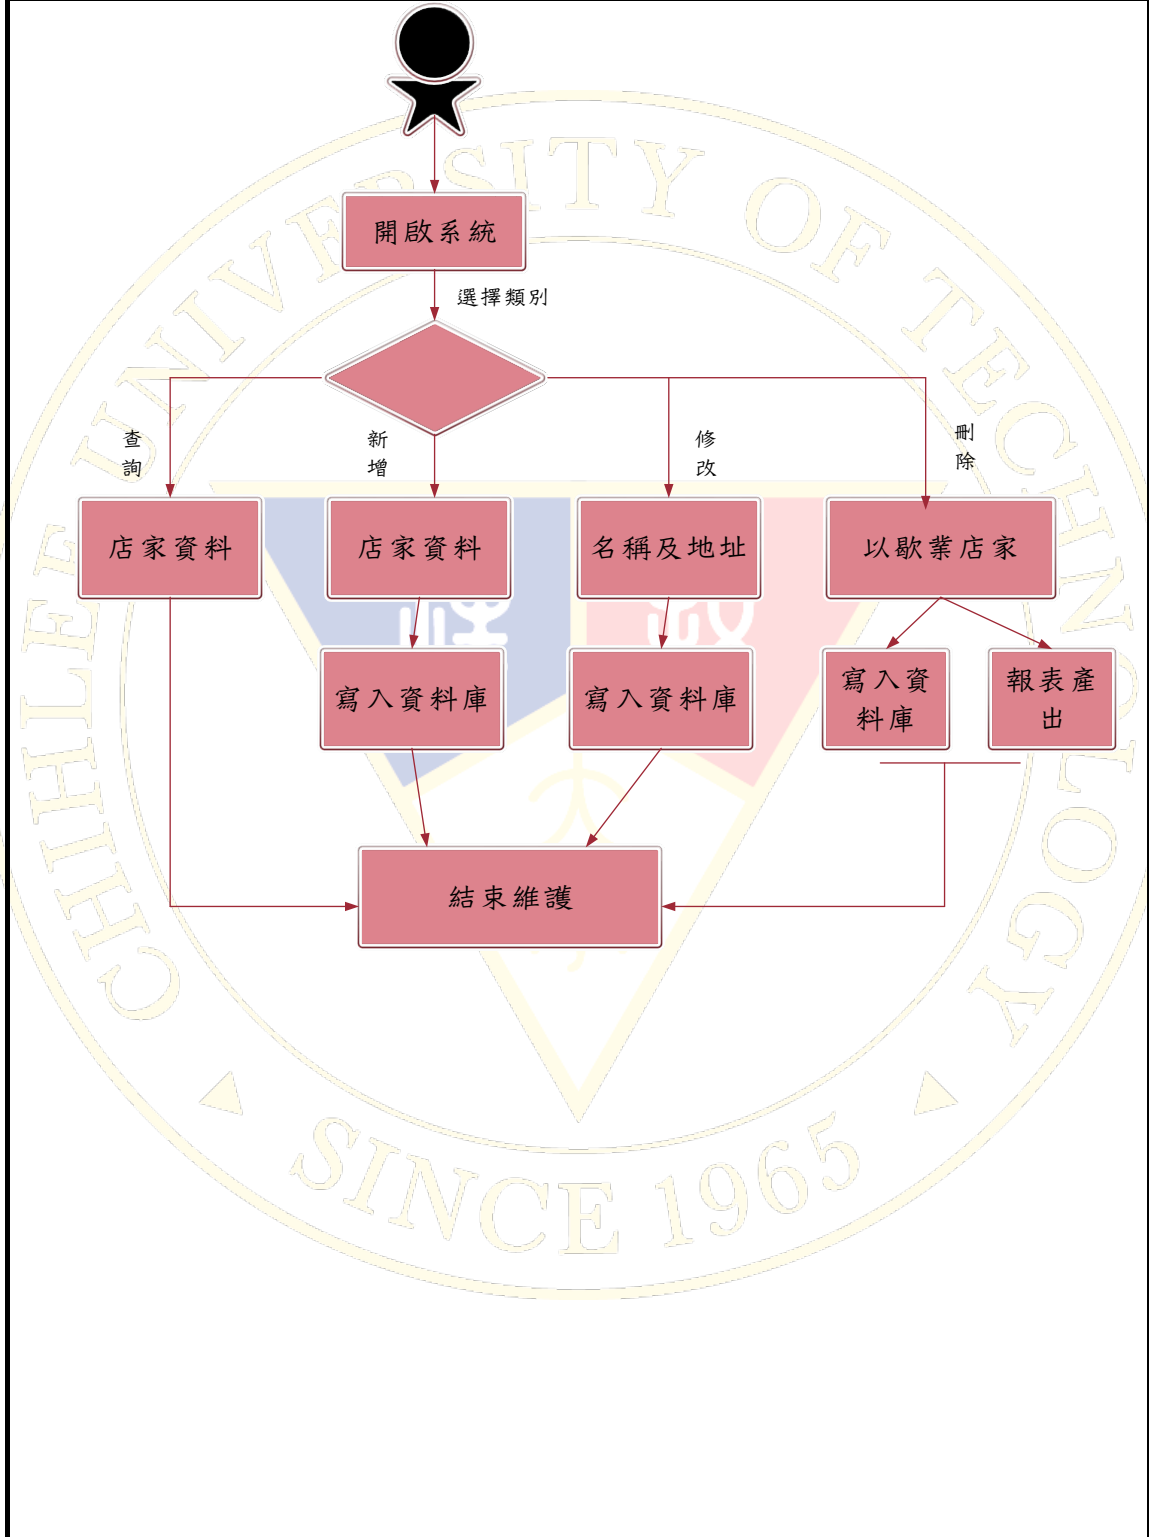 開啟系統
選擇類別
查
詢
新
增
修
改
刪
除
店家資料
店家資料
名稱及地址
以歇業店家
寫入資料庫
寫入資料庫
寫入資
料庫
報表產
出
結束維護
CHIHLEE UNIVERSITY OF TECHNOLOGY
SINCE 1965